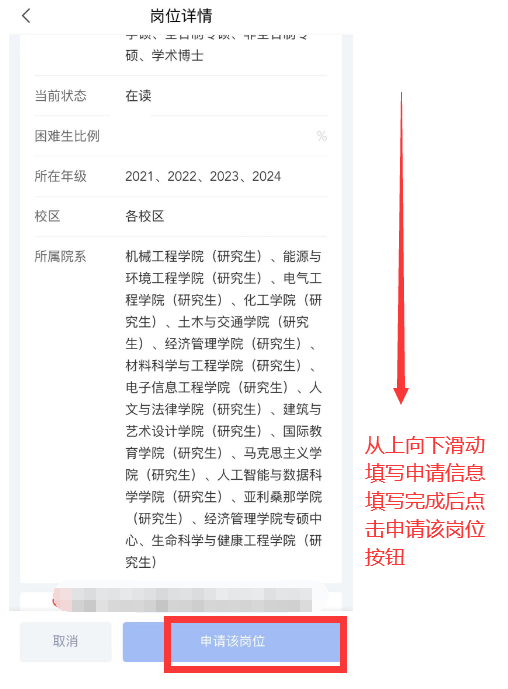 岗位详情
学硕、全日制专硕、非全日制专
硕、学术博士
当前状态 在读
困难生比例 %
所在年级 2021、2022、2023、2024
校区 各校区
所属院系 机械工程学院（研究生）、能源与
环境工程学院（研究生）、电气工
程学院（研究生）、化工学院（研
究生）、土木与交通学院（研究
生）、经济管理学院（研究生）、
材料科学与工程学院（研究生）、
电子信息工程学院（研究生）、人
文与法律学院（研究生）、建筑与
艺术设计学院（研究生）、国际教
育学院（研究生）、马克思主义学
院（研究生）、人工智能与数据科
学学院（研究生）、亚利桑那学院
（研究生）、经济管理学院专硕中
心、生命科学与健康工程学院（研
究生）
从上向下滑动
填写申请信息
填写完成后点
击申请该岗位
按钮
取消 申请该岗位